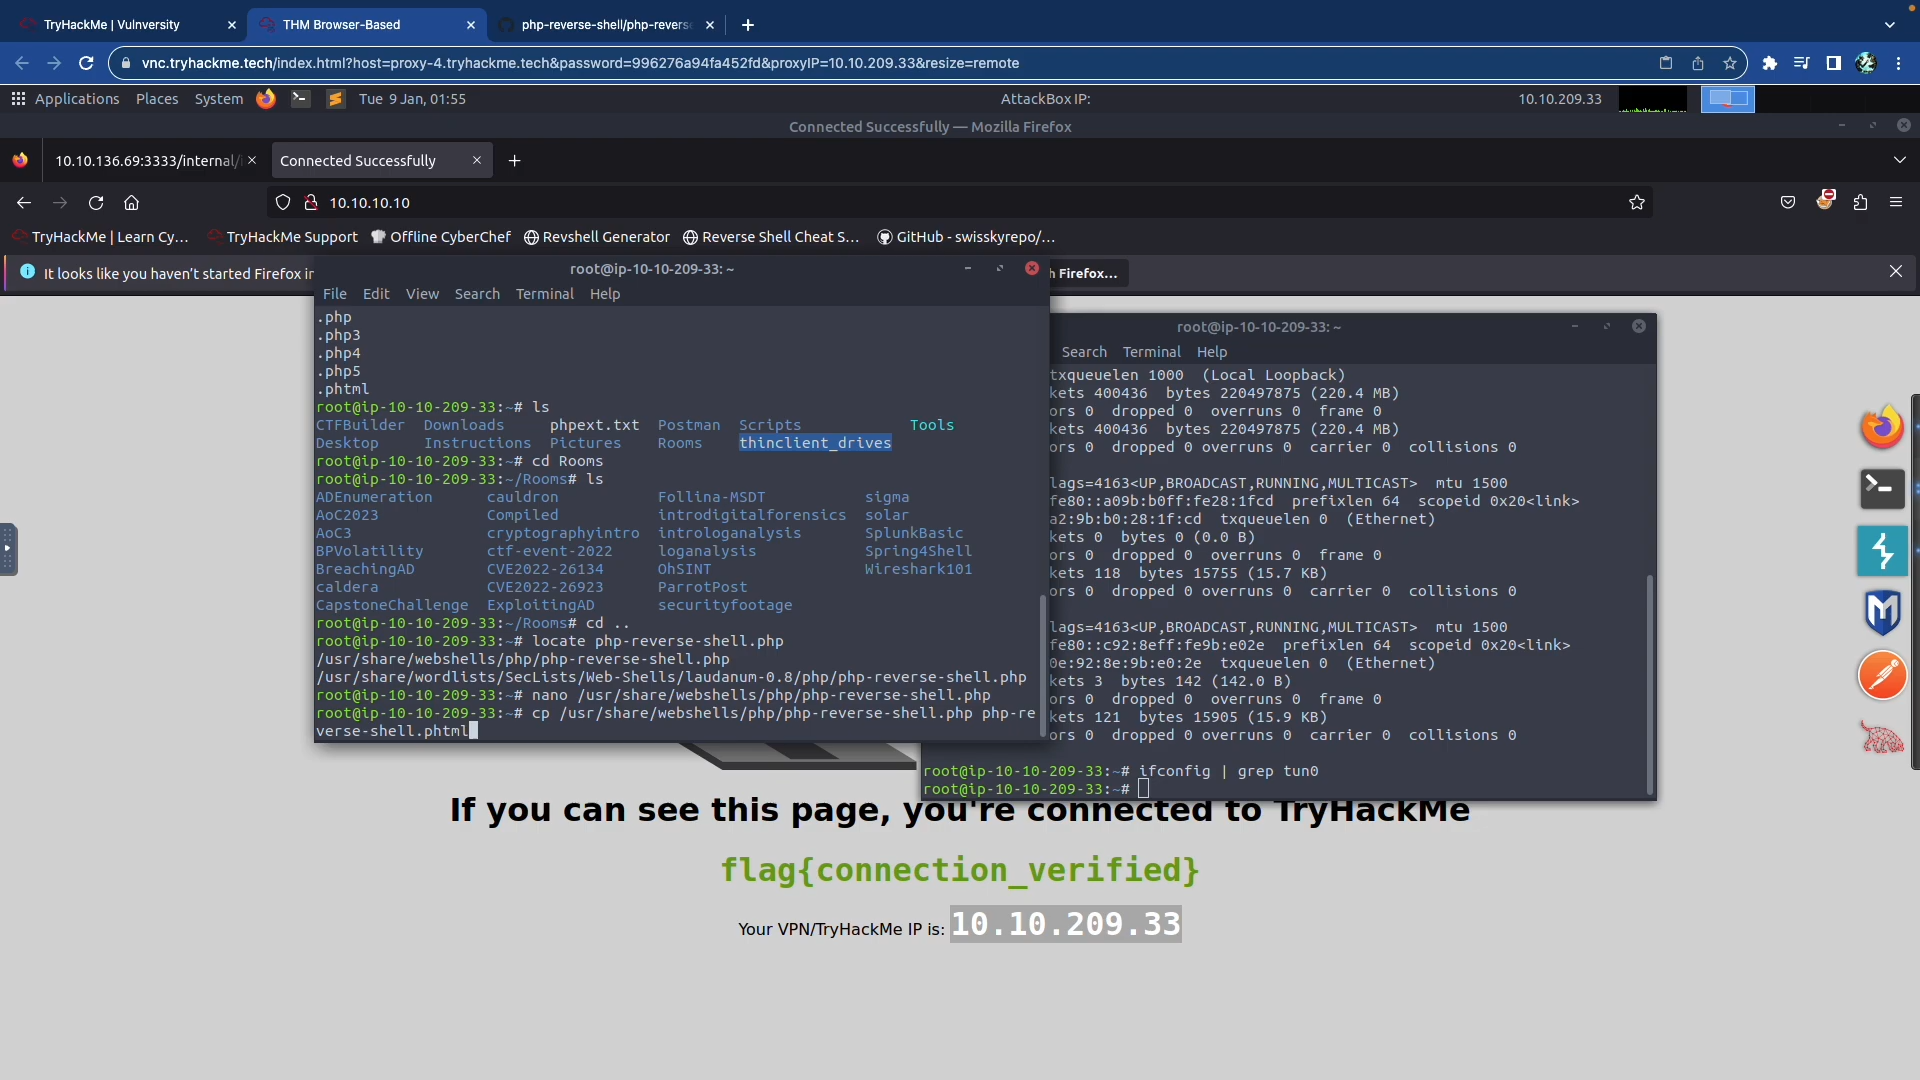 TryHackMe | Vulnversity
THM Browser-Based
php-reverse-shell/php-revers
vnc.tryhackme.tech/index.html?host=proxy-4.tryhackme.tech&password=996276a94fa452fd&proxyIP=10.10.209.33&resize=remote
Applications Places System Tue 9 Jan, 01:55 AttackBox IP: 10.10.209.33
Connected Successfully — Mozilla Firefox
10.10.136.69:3333/internal/ Connected Successfully
10.10.10.10
TryHackMe | Learn Cy… TryHackMe Support Offline CyberChef Revshell Generator Reverse Shell Cheat S… GitHub - swisskyrepo/…
It looks like you haven’t started Firefox in
h Firefox…
root@ip-10-10-209-33: ~
File Edit View Search Terminal Help
.php
.php3
.php4
.php5
.phtml
root@ip-10-10-209-33:~# ls
CTFBuilder Downloads phpext.txt Postman Scripts Tools
Desktop Instructions Pictures Rooms thinclient_drives
root@ip-10-10-209-33:~# cd Rooms
root@ip-10-10-209-33:~/Rooms# ls
ADEnumeration cauldron Follina-MSDT sigma
AoC2023 Compiled introdigitalforensics solar
AoC3 cryptographyintro introloganalysis SplunkBasic
BPVolatility ctf-event-2022 loganalysis Spring4Shell
BreachingAD CVE2022-26134 OhSINT Wireshark101
caldera CVE2022-26923 ParrotPost
CapstoneChallenge ExploitingAD securityfootage
root@ip-10-10-209-33:~/Rooms# cd ..
root@ip-10-10-209-33:~# locate php-reverse-shell.php
/usr/share/webshells/php/php-reverse-shell.php
/usr/share/wordlists/SecLists/Web-Shells/laudanum-0.8/php/php-reverse-shell.php
root@ip-10-10-209-33:~# nano /usr/share/webshells/php/php-reverse-shell.php
root@ip-10-10-209-33:~# cp /usr/share/webshells/php/php-reverse-shell.php php-re
verse-shell.phtml
root@ip-10-10-209-33: ~
Search Terminal Help
txqueuelen 1000 (Local Loopback)
kets 400436 bytes 220497875 (220.4 MB)
ors 0 dropped 0 overruns 0 frame 0
kets 400436 bytes 220497875 (220.4 MB)
ors 0 dropped 0 overruns 0 carrier 0 collisions 0
lags=4163<UP,BROADCAST,RUNNING,MULTICAST> mtu 1500
fe80::a09b:b0ff:fe28:1fcd prefixlen 64 scopeid 0x20<link>
a2:9b:b0:28:1f:cd txqueuelen 0 (Ethernet)
kets 0 bytes 0 (0.0 B)
ors 0 dropped 0 overruns 0 frame 0
kets 118 bytes 15755 (15.7 KB)
ors 0 dropped 0 overruns 0 carrier 0 collisions 0
lags=4163<UP,BROADCAST,RUNNING,MULTICAST> mtu 1500
fe80::c92:8eff:fe9b:e02e prefixlen 64 scopeid 0x20<link>
0e:92:8e:9b:e0:2e txqueuelen 0 (Ethernet)
kets 3 bytes 142 (142.0 B)
ors 0 dropped 0 overruns 0 frame 0
kets 121 bytes 15905 (15.9 KB)
ors 0 dropped 0 overruns 0 carrier 0 collisions 0
root@ip-10-10-209-33:~# ifconfig | grep tun0
root@ip-10-10-209-33:~#
If you can see this page, you're connected to TryHackMe
flag{connection_verified}
Your VPN/TryHackMe IP is: 10.10.209.33